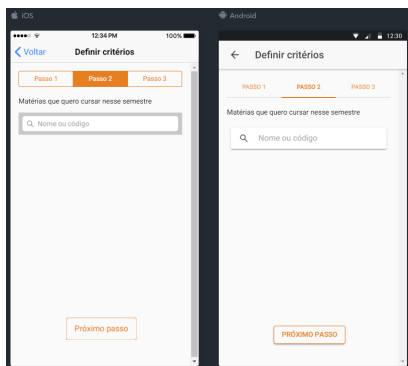 iOS
12:34 PM
100%
Voltar
Definir critérios
Passo 1
Passo 2
Passo 3
Matérias que quero cursar nesse semestre
Nome ou código
Próximo passo
Android
12:30
Definir critérios
PASSO 1
PASSO 2
PASSO 3
Matérias que quero cursar nesse semestre
Nome ou código
PRÓXIMO PASSO